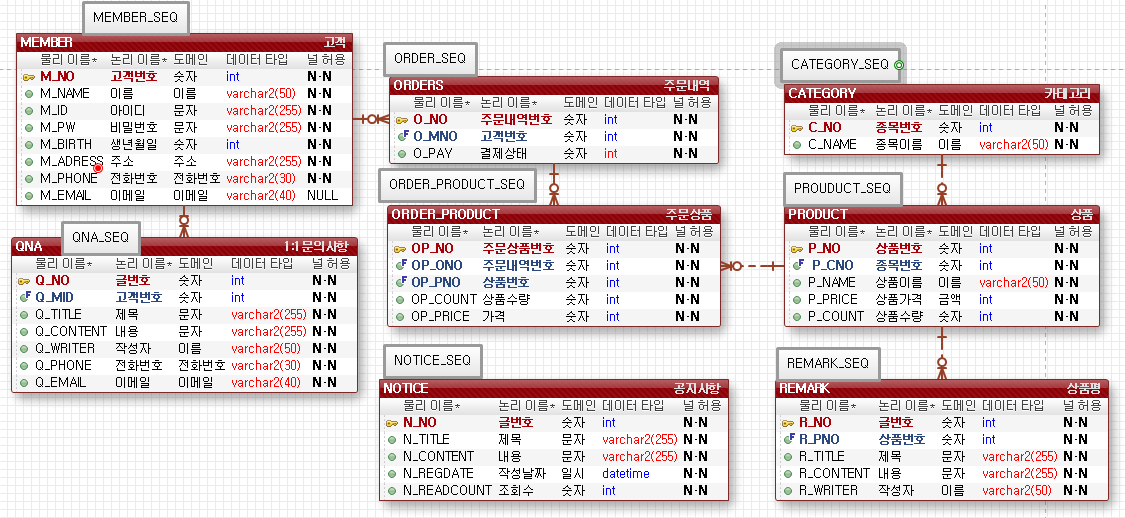 MEMBER_SEQ
MEMBER 고객
물리 이름* 논리 이름* 도메인 데이터 타입 널 허용
M_NO 고객번호 숫자 int N-N
M_NAME 이름 이름 varchar2(50) N-N
M_ID 아이디 문자 varchar2(255) N-N
M_PW 비밀번호 문자 varchar2(255) N-N
M_BIRTH 생년월일 숫자 int N-N
M_ADRESS 주소 주소 varchar2(255) N-N
M_PHONE 전화번호 전화번호 varchar2(30) N-N
M_EMAIL 이메일 이메일 varchar2(40) NULL
QNA_SEQ
QNA 1:1문의사항
물리 이름* 논리 이름* 도메인 데이터 타입 널 허용
Q_NO 글번호 숫자 int N-N
Q_MID 고객번호 숫자 int N-N
Q_TITLE 제목 문자 varchar2(255) N-N
Q_CONTENT 내용 문자 varchar2(255) N-N
Q_WRITER 작성자 이름 varchar2(50) N-N
Q_PHONE 전화번호 전화번호 varchar2(30) N-N
Q_EMAIL 이메일 이메일 varchar2(40) N-N
ORDER_SEQ
ORDERS 주문내역
물리 이름* 논리 이름* 도메인 데이터 타입 널 허용
O_NO 주문내역번호 숫자 int N-N
O_MNO 고객번호 숫자 int N-N
O_PAY 결제상태 숫자 int N-N
ORDER_PRODUCT_SEQ
ORDER_PRODUCT 주문상품
물리 이름* 논리 이름* 도메인 데이터 타입 널 허용
OP_NO 주문상품번호 숫자 int N-N
OP_ONO 주문내역번호 숫자 int N-N
OP_PNO 상품번호 숫자 int N-N
OP_COUNT 상품수량 숫자 int N-N
OP_PRICE 가격 숫자 int N-N
NOTICE_SEQ
NOTICE 공지사항
물리 이름* 논리 이름* 도메인 데이터 타입 널 허용
N_NO 글번호 숫자 int N-N
N_TITLE 제목 문자 varchar2(255) N-N
N_CONTENT 내용 문자 varchar2(255) N-N
N_REGDATE 작성날짜 일시 datetime N-N
N_READCOUNT 조회수 숫자 int N-N
CATEGORY_SEQ
CATEGORY 카테고리
물리 이름* 논리 이름* 도메인 데이터 타입 널 허용
C_NO 종목번호 숫자 int N-N
C_NAME 종목이름 이름 varchar2(50) N-N
PROUDUCT_SEQ
PRODUCT 상품
물리 이름* 논리 이름* 도메인 데이터 타입 널 허용
P_NO 상품번호 숫자 int N-N
P_CNO 종목번호 숫자 int N-N
P_NAME 상품이름 이름 varchar2(50) N-N
P_PRICE 상품가격 금액 int N-N
P_COUNT 상품수량 숫자 int N-N
REMARK_SEQ
REMARK 상품평
물리 이름* 논리 이름* 도메인 데이터 타입 널 허용
R_NO 글번호 숫자 int N-N
R_PNO 상품번호 숫자 int N-N
R_TITLE 제목 문자 varchar2(255) N-N
R_CONTENT 내용 문자 varchar2(255) N-N
R_WRITER 작성자 이름 varchar2(50) N-N